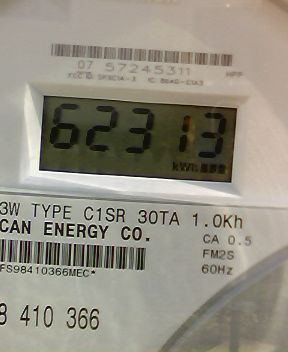 07 57245311
62313
kWh
3W TYPE C1SR 30TA 1.0Kh
CAN ENERGY CO.
CA 0.5
FM2S
60Hz
FS98410366MEC*
8 410 366